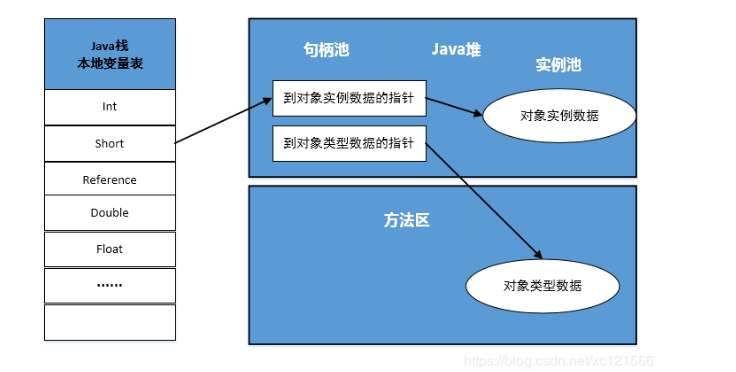 Java栈
本地变量表
Int
Short
Reference
Double
Float
······
句柄池
Java堆
实例池
到对象实例数据的指针
对象实例数据
到对象类型数据的指针
方法区
对象类型数据
https://blog.csdn.net/xc121566